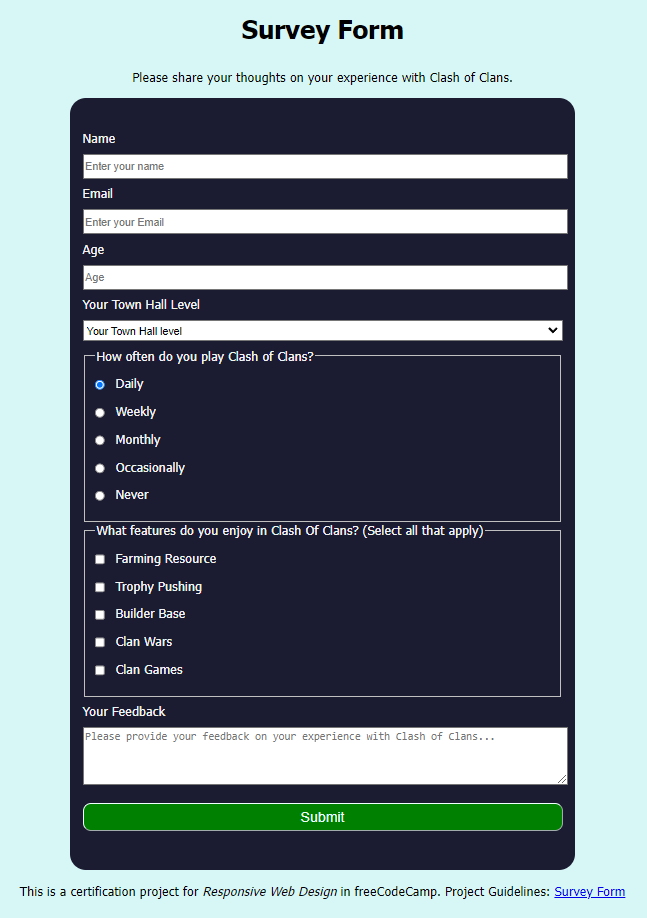 Survey Form
Please share your thoughts on your experience with Clash of Clans.
Name
Enter your name
Email
Enter your Email
Age
Age
Your Town Hall Level
Your Town Hall level
How often do you play Clash of Clans?
Daily
Weekly
Monthly
Occasionally
Never
What features do you enjoy in Clash Of Clans? (Select all that apply)
Farming Resource
Trophy Pushing
Builder Base
Clan Wars
Clan Games
Your Feedback
Please provide your feedback on your experience with Clash of Clans...
Submit
This is a certification project for Responsive Web Design in freeCodeCamp. Project Guidelines: Survey Form